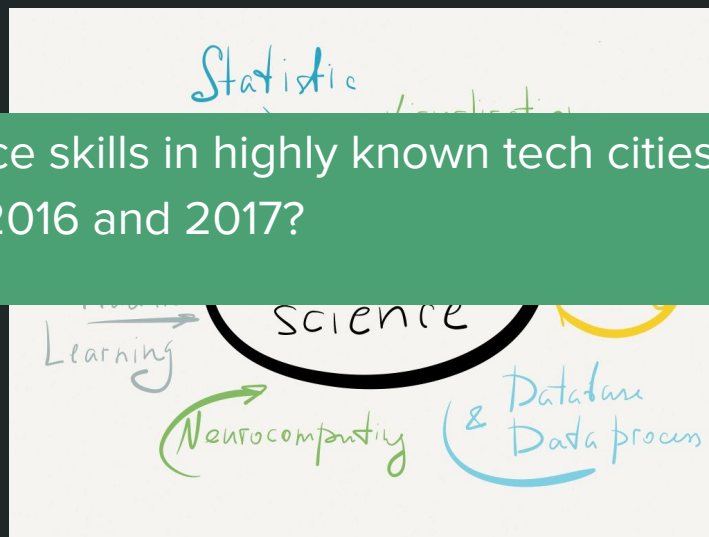 Statistic
ce skills in highly known tech cities
2016 and 2017?
science
Learning
Neurocomputing
& Database
Data process